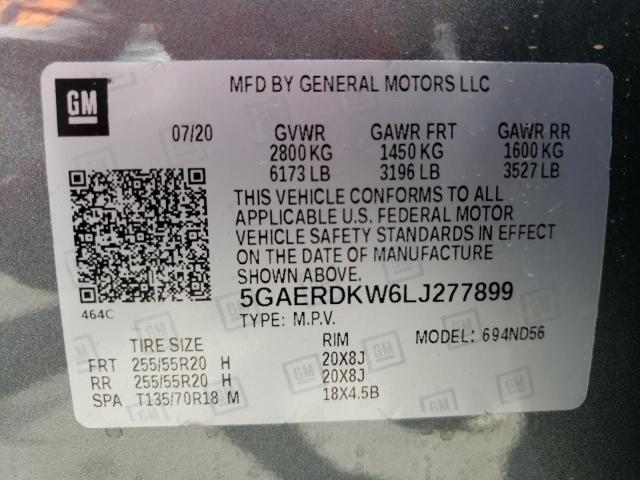 GM
MFD BY GENERAL MOTORS LLC
07/20 GVWR GAWR FRT GAWR RR
2800 KG 1450 KG 1600 KG
6173 LB 3196 LB 3527 LB
THIS VEHICLE CONFORMS TO ALL
APPLICABLE U.S. FEDERAL MOTOR
VEHICLE SAFETY STANDARDS IN EFFECT
ON THE DATE OF MANUFACTURE
SHOWN ABOVE
464C
5GAERDKW6LJ277899
TYPE: M.P.V.
MODEL: 694ND56
TIRE SIZE RIM
FRT 255/55R20 H 20X8J
RR 255/55R20 H 20X8J
SPA T135/70R18 M 18X4.5B